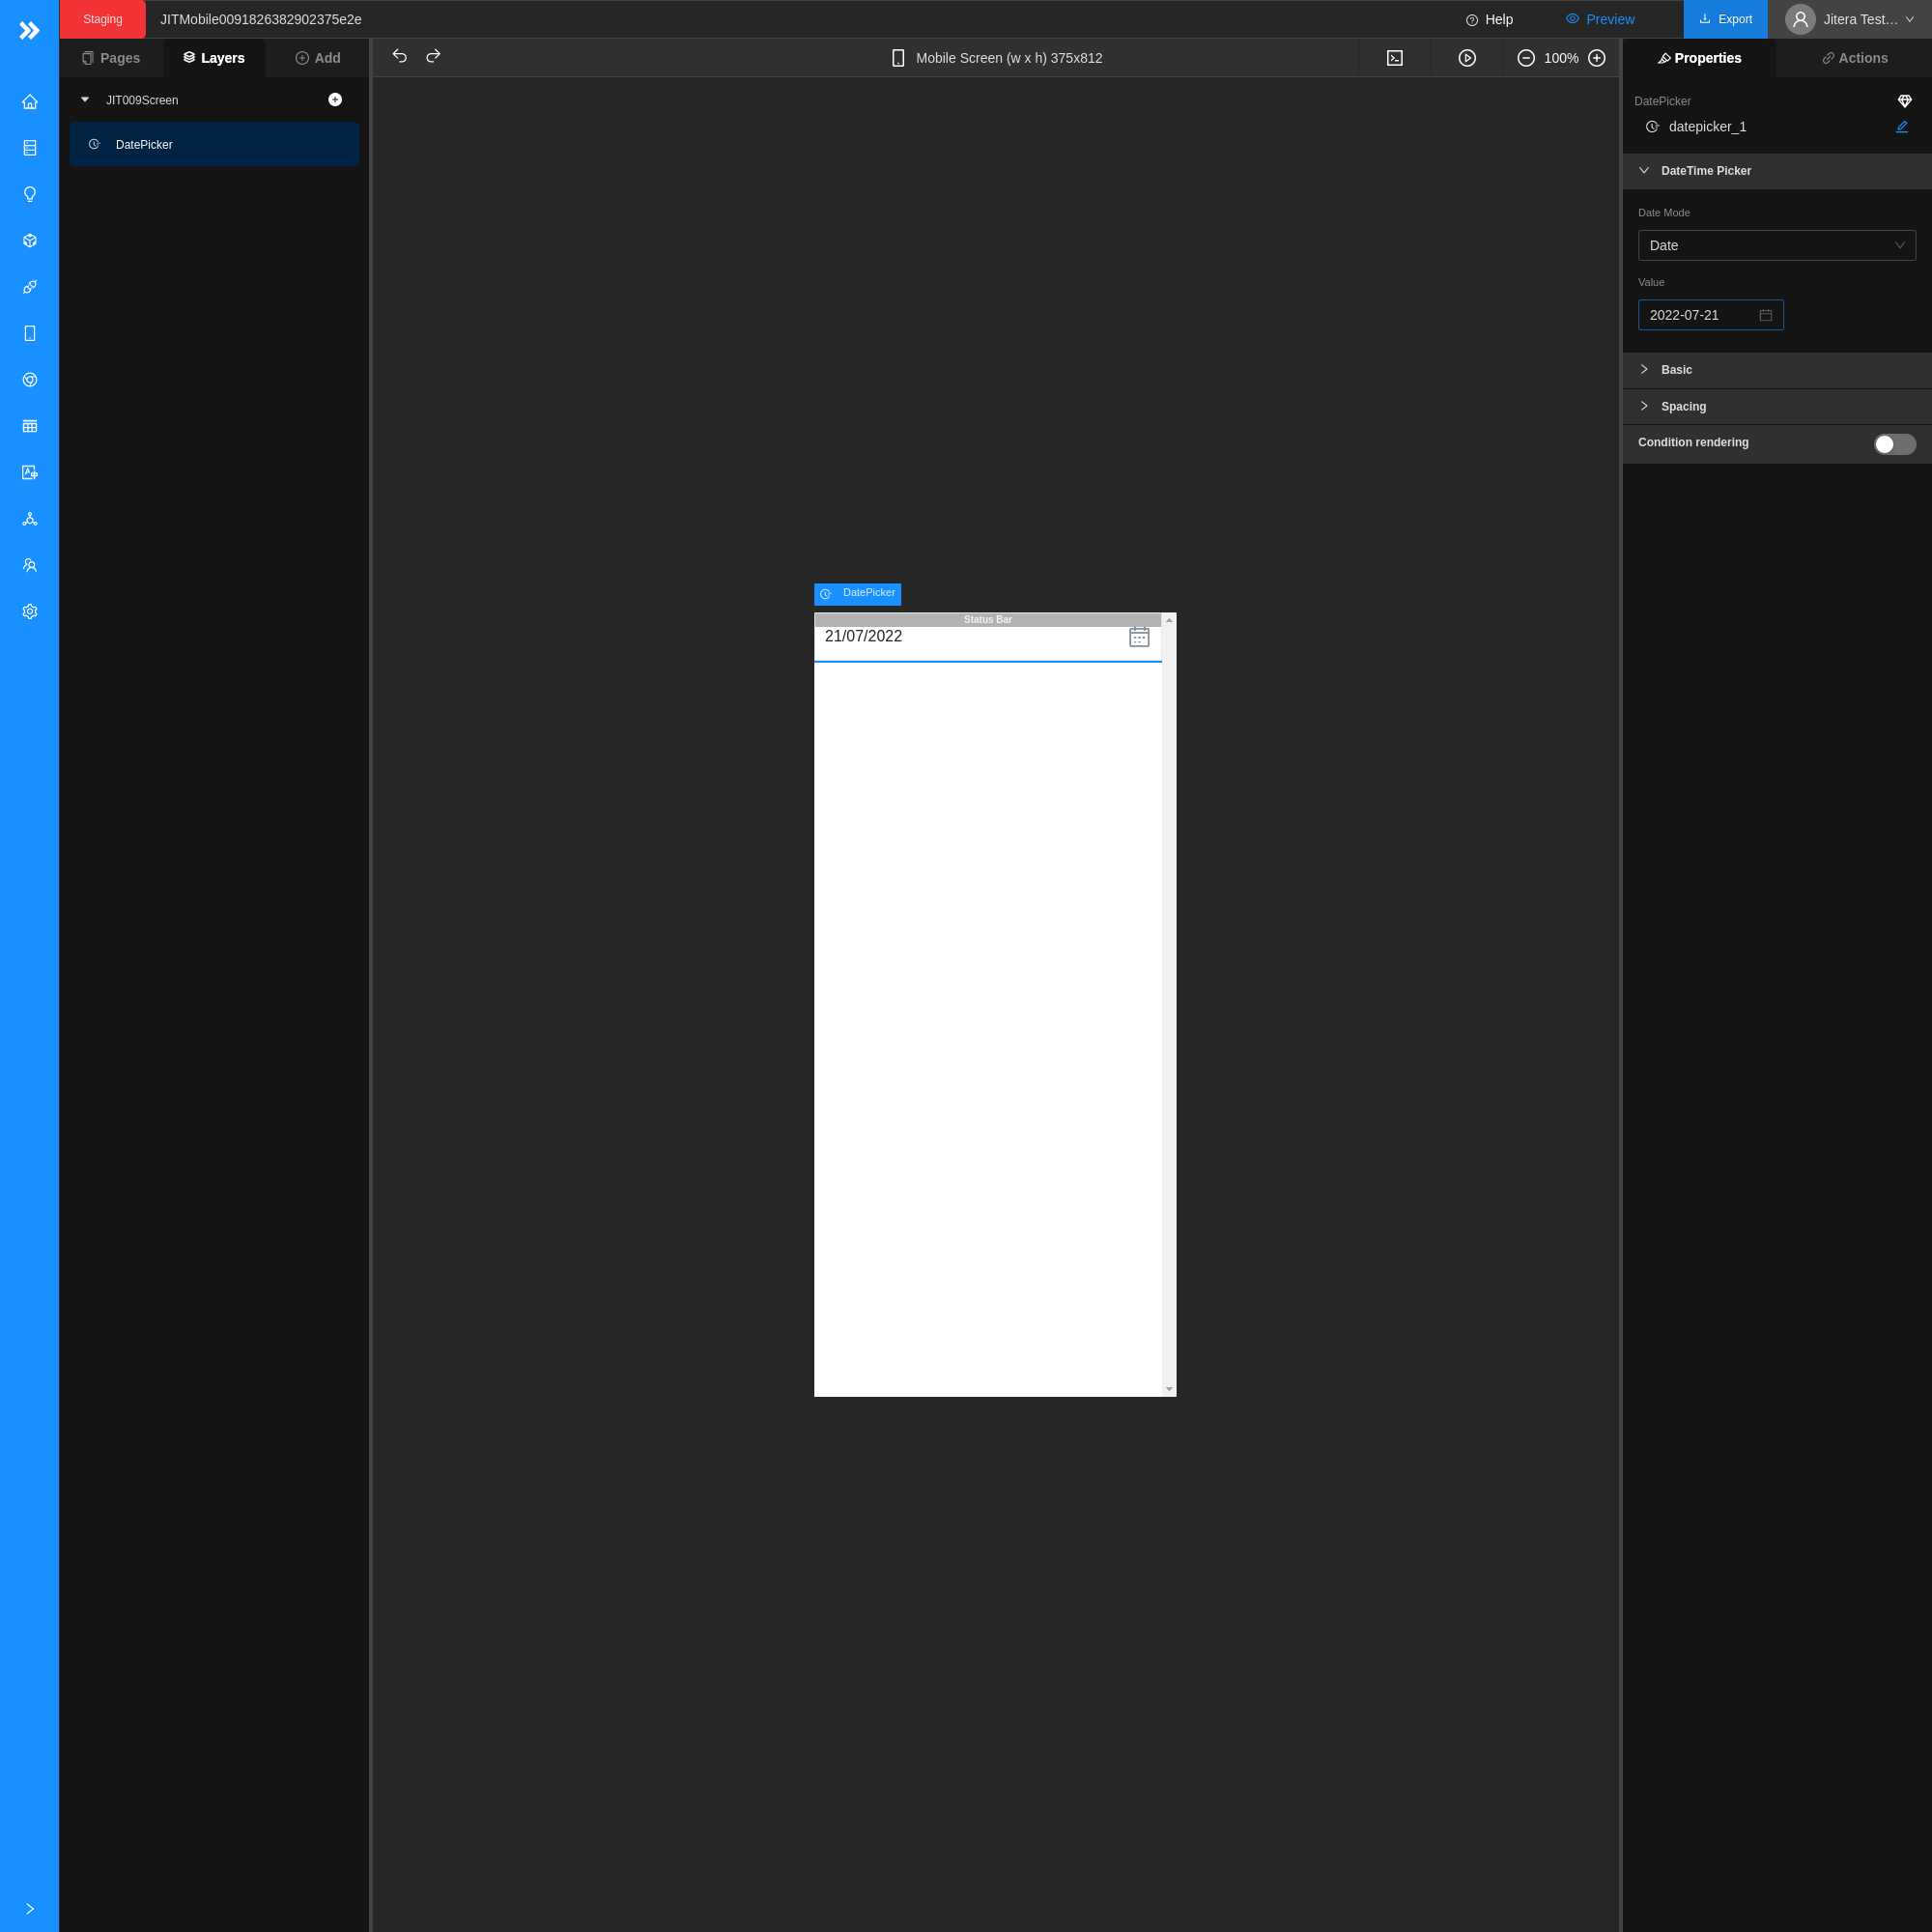 Staging
JITMobile0091826382902375e2e
Help
Preview
Export
Jitera Test...
Pages
Layers
Add
Mobile Screen (w x h) 375x812
100%
Properties
Actions
JIT009Screen
DatePicker
DatePicker
datepicker_1
DateTime Picker
Date Mode
Date
Value
2022-07-21
Basic
Spacing
Condition rendering
DatePicker
Status Bar
21/07/2022